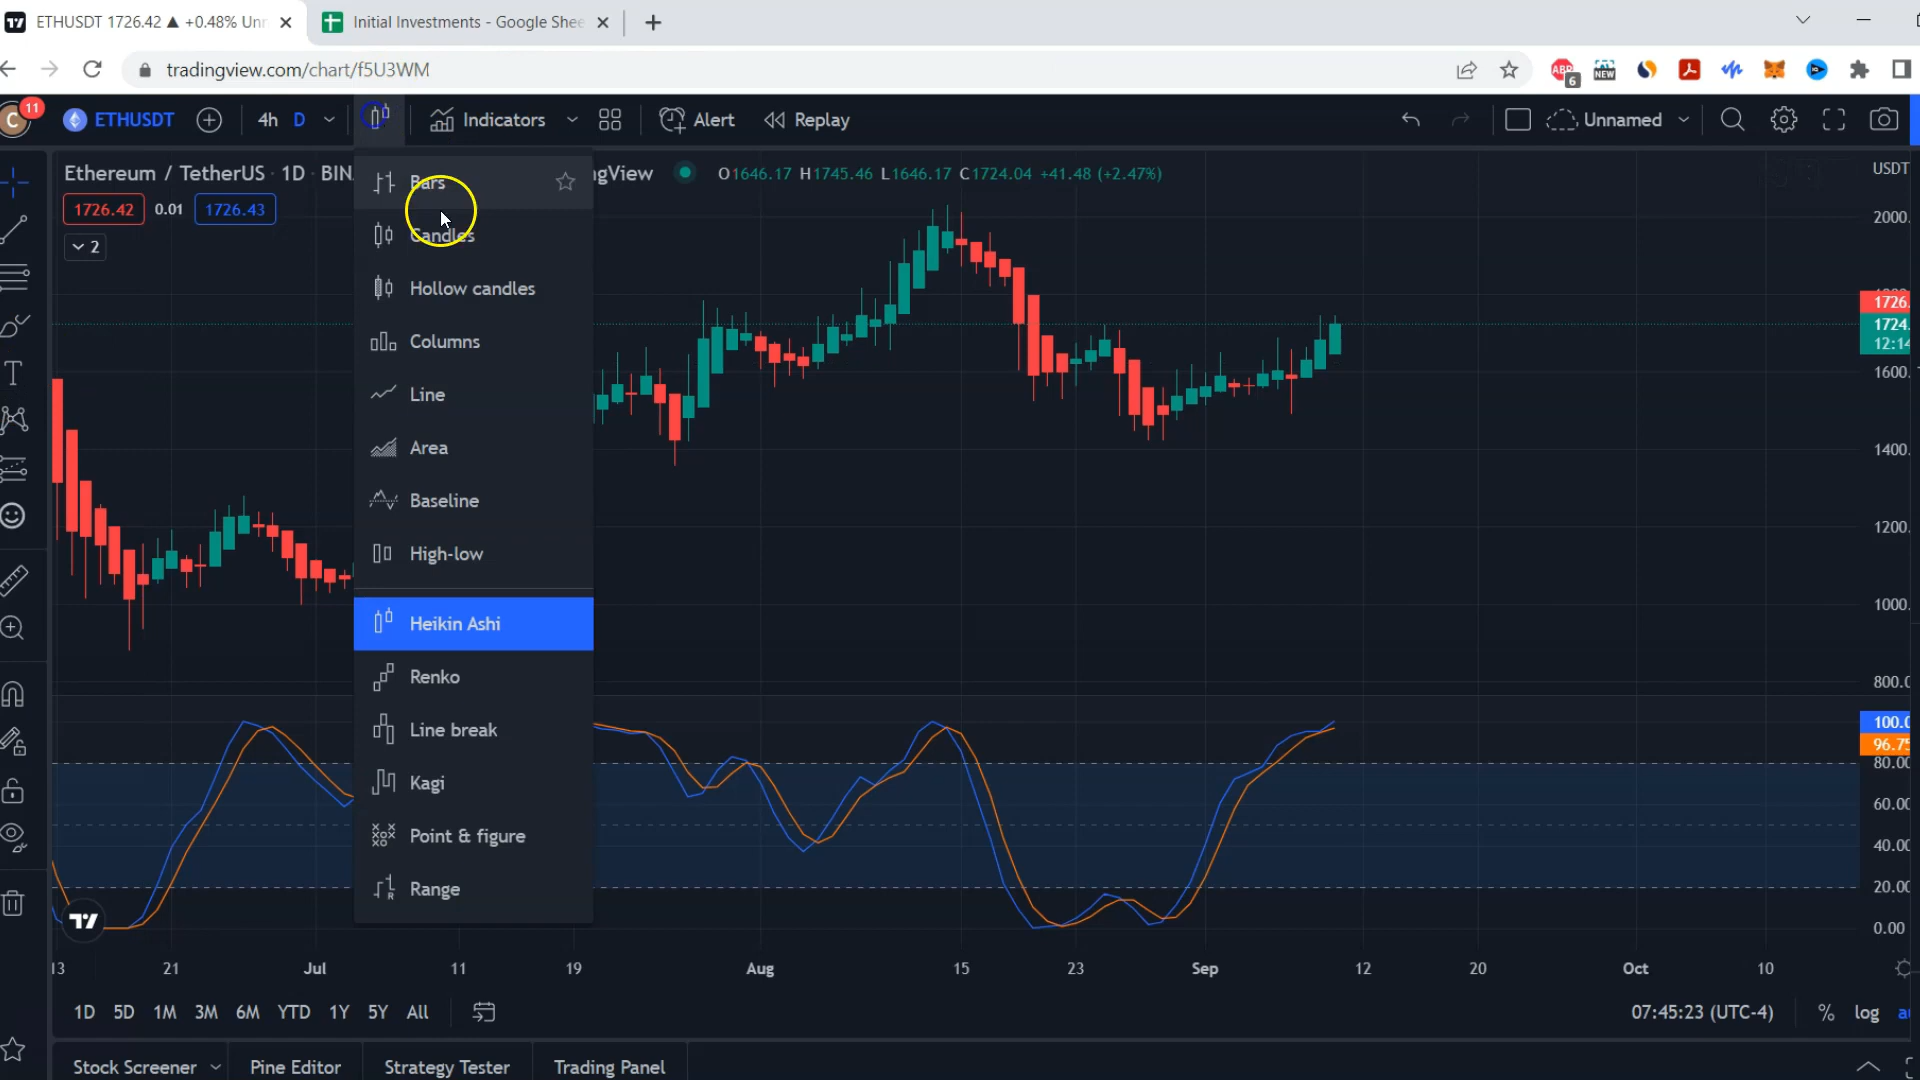 ETHUSDT 1726.42 ▲ +0.48% Unn
Initial Investments - Google Shee
tradingview.com/chart/f5U3WM
ABP
6
NEW
C
11
ETHUSDT
4h
D
Indicators
Alert
Replay
Unnamed
Ethereum / TetherUS · 1D · BIN
ngView
O1646.17 H1745.46 L1646.17 C1724.04 +41.48 (+2.47%)
USDT
1726.42
0.01
1726.43
2
Bars
Candles
Hollow candles
Columns
Line
Area
Baseline
High-low
Heikin Ashi
Renko
Line break
Kagi
Point & figure
Range
2000.
1726.
1724.
12:14
1600.
1400.
1200.
1000.
800.0
100.0
96.75
80.00
60.00
40.00
20.00
0.00
13
21
Jul
11
19
Aug
15
23
Sep
12
20
Oct
10
1D
5D
1M
3M
6M
YTD
1Y
5Y
All
07:45:23 (UTC-4)
%
log
Stock Screener
Pine Editor
Strategy Tester
Trading Panel